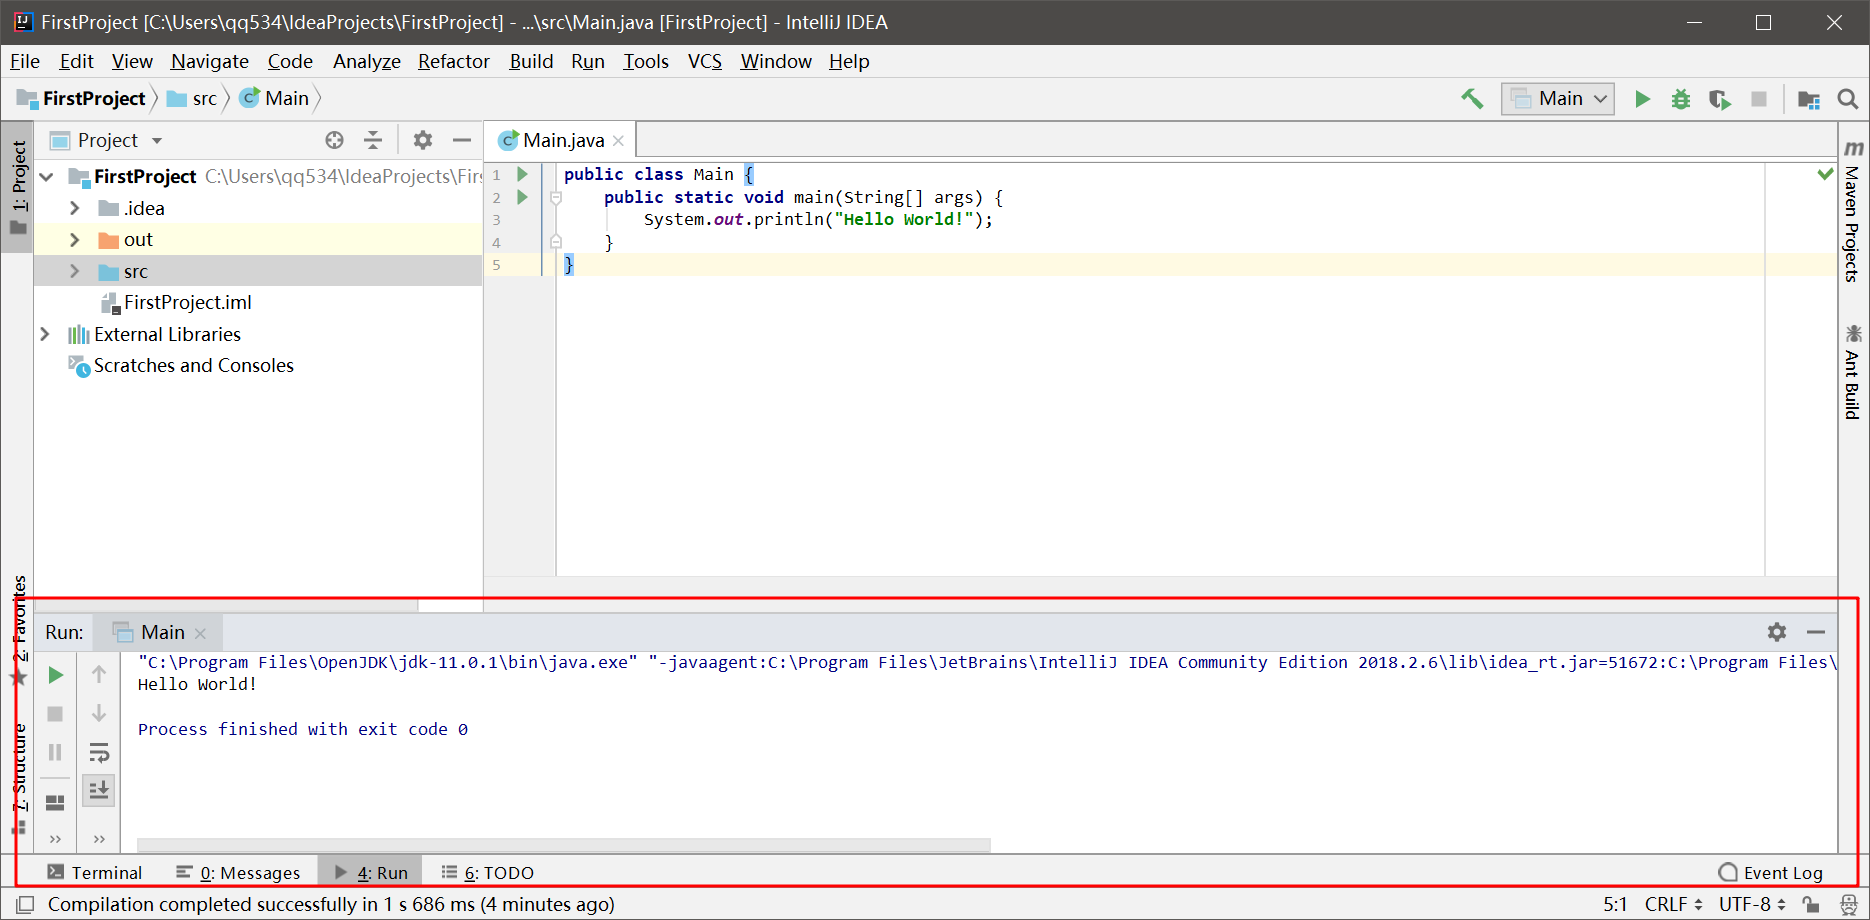 FirstProject [C:\Users\qq534\IdeaProjects\FirstProject] - ...\src\Main.java [FirstProject] - IntelliJ IDEA
File Edit View Navigate Code Analyze Refactor Build Run Tools VCS Window Help
FirstProject src Main
Main
1: Project
Project
Main.java
FirstProject C:\Users\qq534\IdeaProjects\Firs
.idea
out
src
FirstProject.iml
External Libraries
Scratches and Consoles
1 public class Main {
2 public static void main(String[] args) {
3 System.out.println("Hello World!");
4 }
5 }
Maven Projects
Ant Build
2: Favorites
7: Structure
Run: Main
"C:\Program Files\OpenJDK\jdk-11.0.1\bin\java.exe" "-javaagent:C:\Program Files\JetBrains\IntelliJ IDEA Community Edition 2018.2.6\lib\idea_rt.jar=51672:C:\Program Files\
Hello World!
Process finished with exit code 0
Terminal 0: Messages 4: Run 6: TODO Event Log
Compilation completed successfully in 1 s 686 ms (4 minutes ago) 5:1 CRLF UTF-8